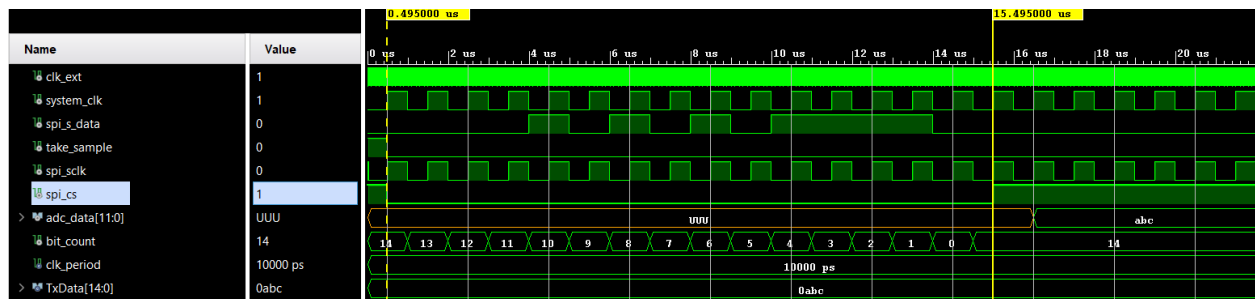 0.495000 us 15.495000 us
Name Value
0 us 2 us 4 us 6 us 8 us 10 us 12 us 14 us 16 us 18 us 20 us
clk_ext 1
system_clk 1
spi_s_data 0
take_sample 0
spi_sclk 0
spi_cs 1
adc_data[11:0] UUU UUU abc
bit_count 14 14 13 12 11 10 9 8 7 6 5 4 3 2 1 0 14
clk_period 10000 ps 10000 ps
TxData[14:0] 0abc 0abc